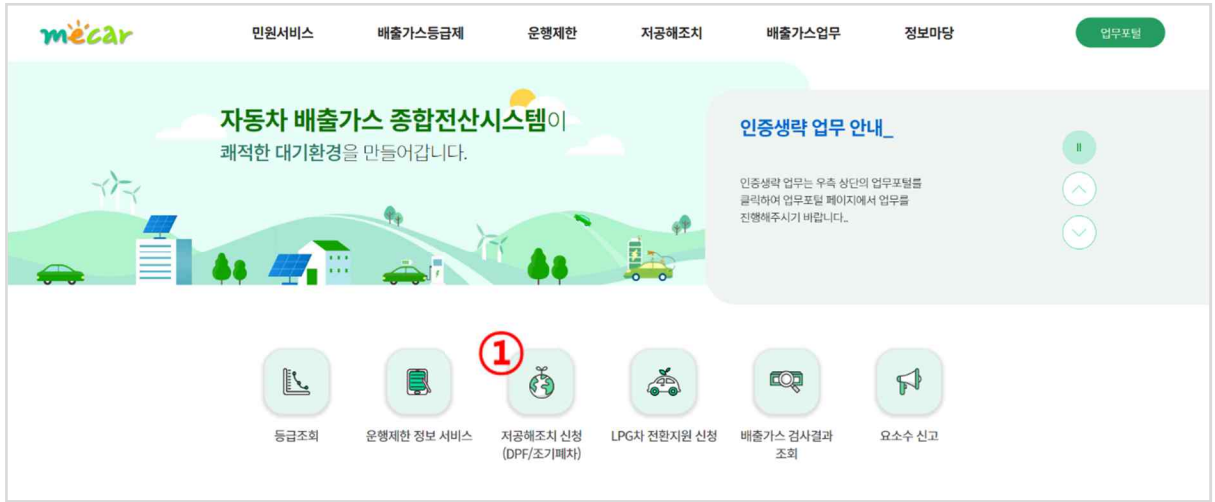 mecar
민원서비스 배출가스등급제 운행제한 저공해조치 배출가스업무 정보마당 업무포털
자동차 배출가스 종합전산시스템이
쾌적한 대기환경을 만들어갑니다.
인증생략 업무 안내_
인증생략 업무는 우측 상단의 업무포털를
클릭하여 업무포털 페이지에서 업무를
진행해주시기 바랍니다..
①
등급조회
운행제한 정보 서비스
저공해조치 신청
(DPF/조기폐차)
LPG차 전환지원 신청
배출가스 검사결과
조회
요소수 신고